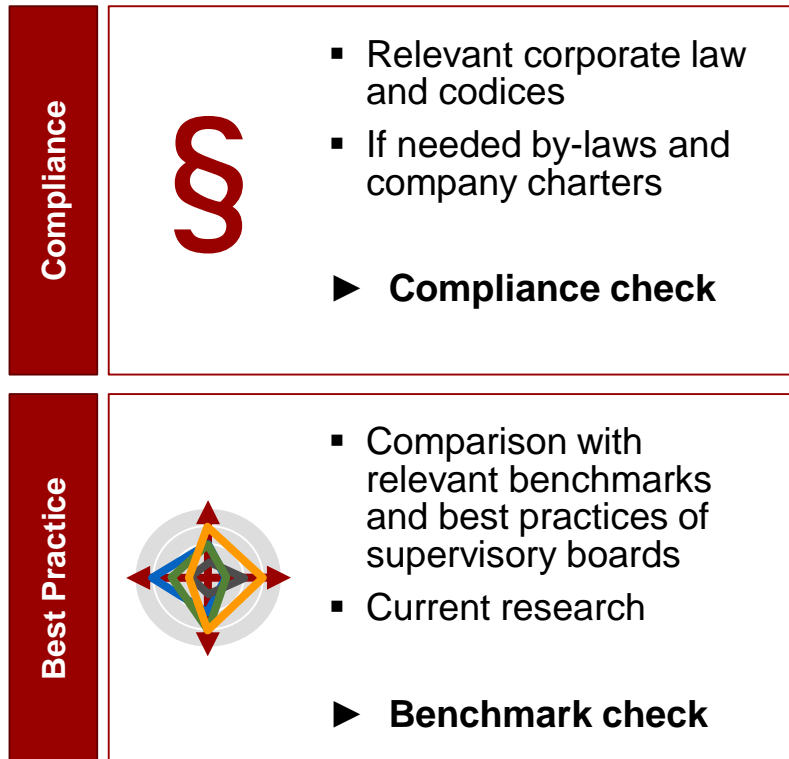 Compliance
§
▪ Relevant corporate law
and codices
▪ If needed by-laws and
company charters
► Compliance check
Best Practice
▪ Comparison with
relevant benchmarks
and best practices of
supervisory boards
▪ Current research
► Benchmark check